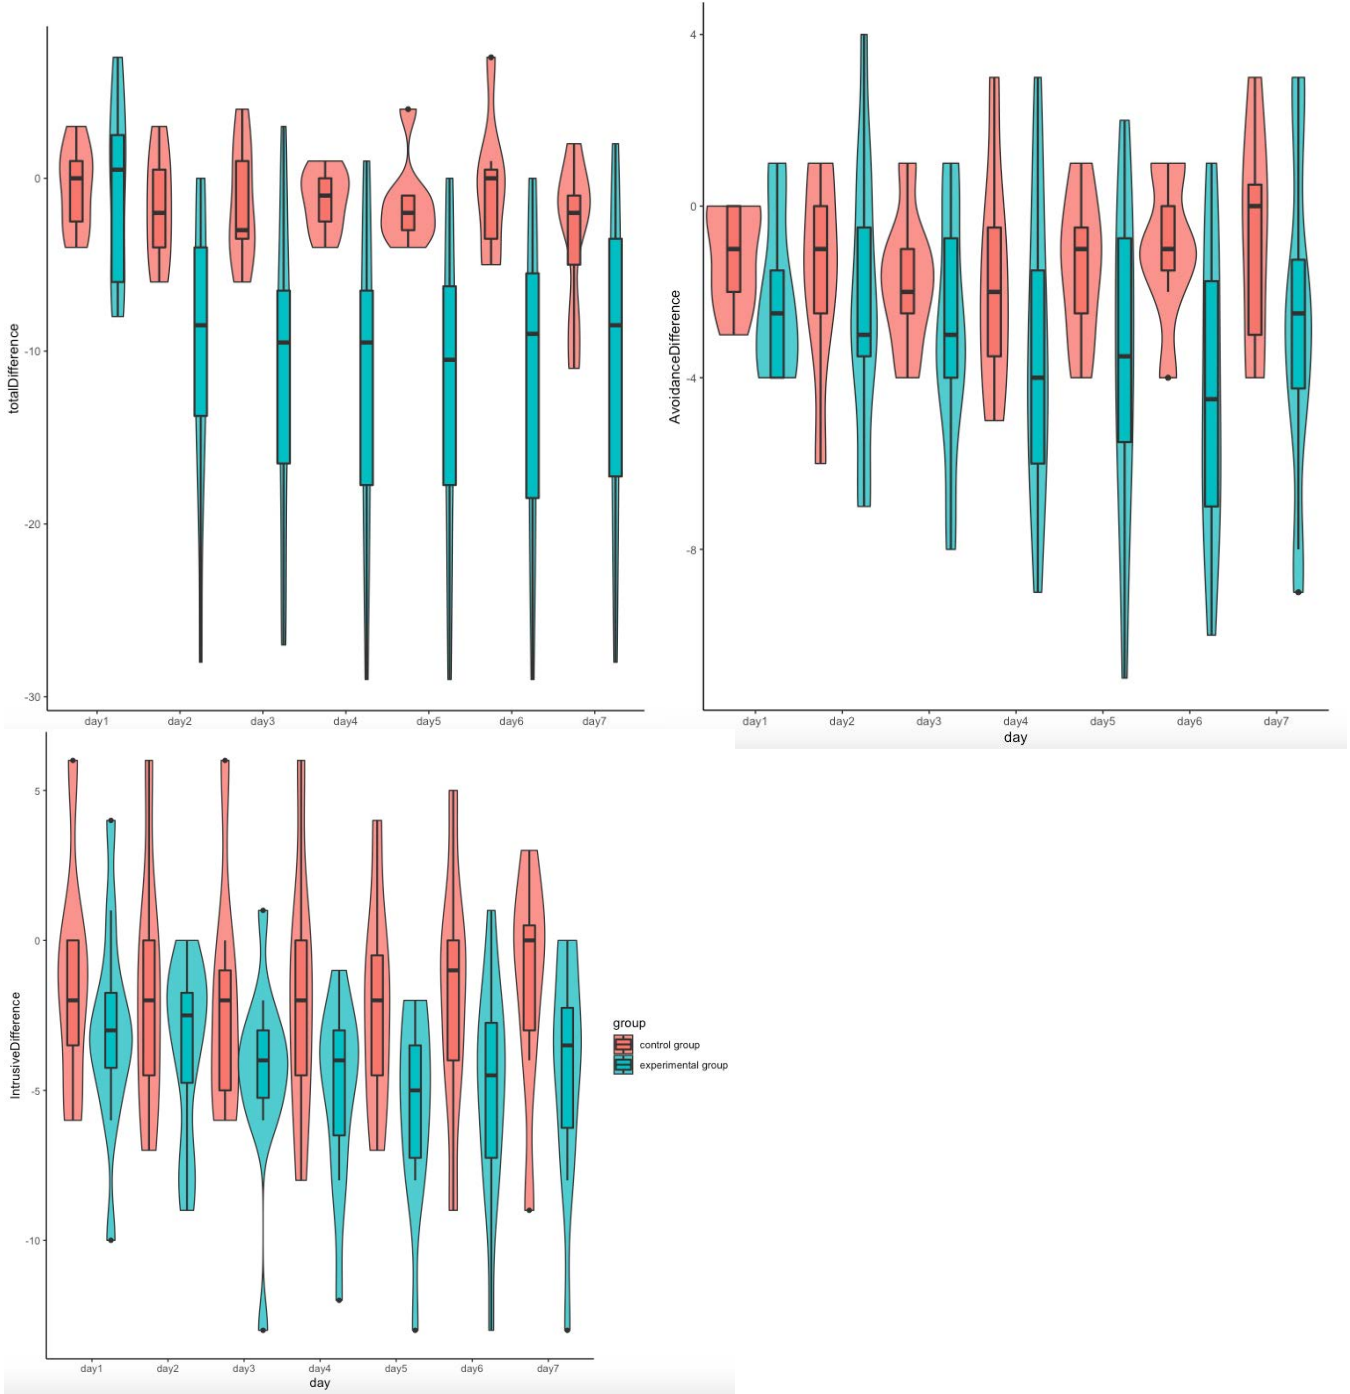 totalDifference
0
-10
-20
-30
day1 day2 day3 day4 day5 day6 day7
AvoidanceDifference
4
0
-4
-8
day1 day2 day3 day4 day5 day6 day7
day
IntrusiveDifference
5
0
-5
-10
day1 day2 day3 day4 day5 day6 day7
day
group
control group
experimental group